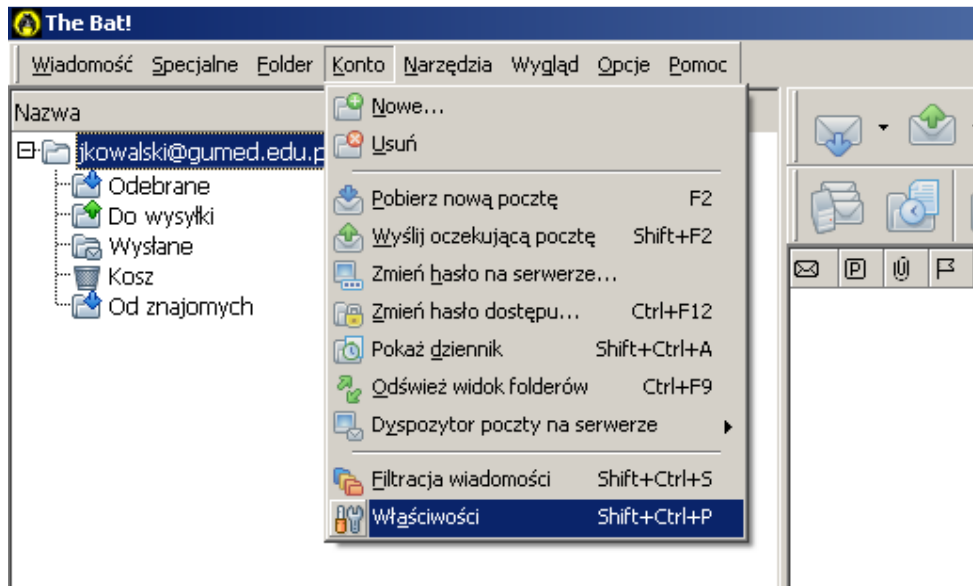 The Bat!
Wiadomość Specjalne Folder Konto Narzędzia Wygląd Opcje Pomoc
Nazwa
jkowalski@gumed.edu.p
Odebrane
Do wysyłki
Wysłane
Kosz
Od znajomych
Nowe...
Usuń
Pobierz nową pocztę F2
Wyślij oczekującą pocztę Shift+F2
Zmień hasło na serwerze...
Zmień hasło dostępu... Ctrl+F12
Pokaż dziennik Shift+Ctrl+A
Odśwież widok folderów Ctrl+F9
Dyspozytor poczty na serwerze
Filtracja wiadomości Shift+Ctrl+S
Właściwości Shift+Ctrl+P
P